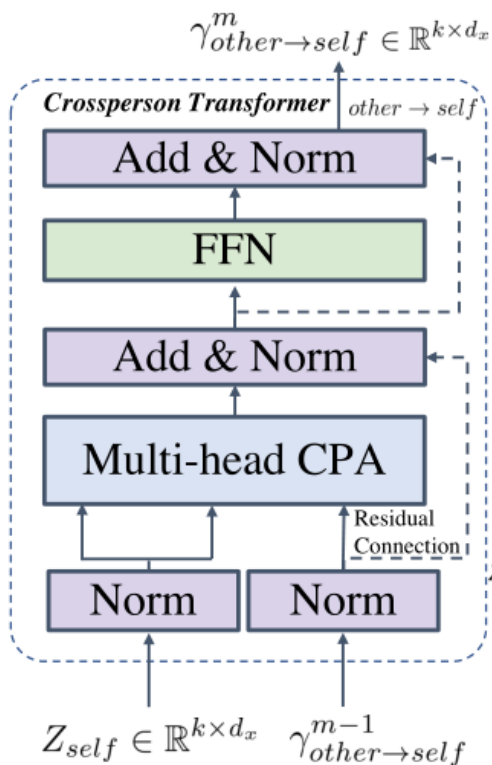 γ^m_{other→self} ∈ ℝ^{k×d_x}
Crossperson Transformer
other → self
Add & Norm
FFN
Add & Norm
Multi-head CPA
Residual
Connection
Norm
Norm
Z_{self} ∈ ℝ^{k×d_x}
γ^{m−1}_{other→self}